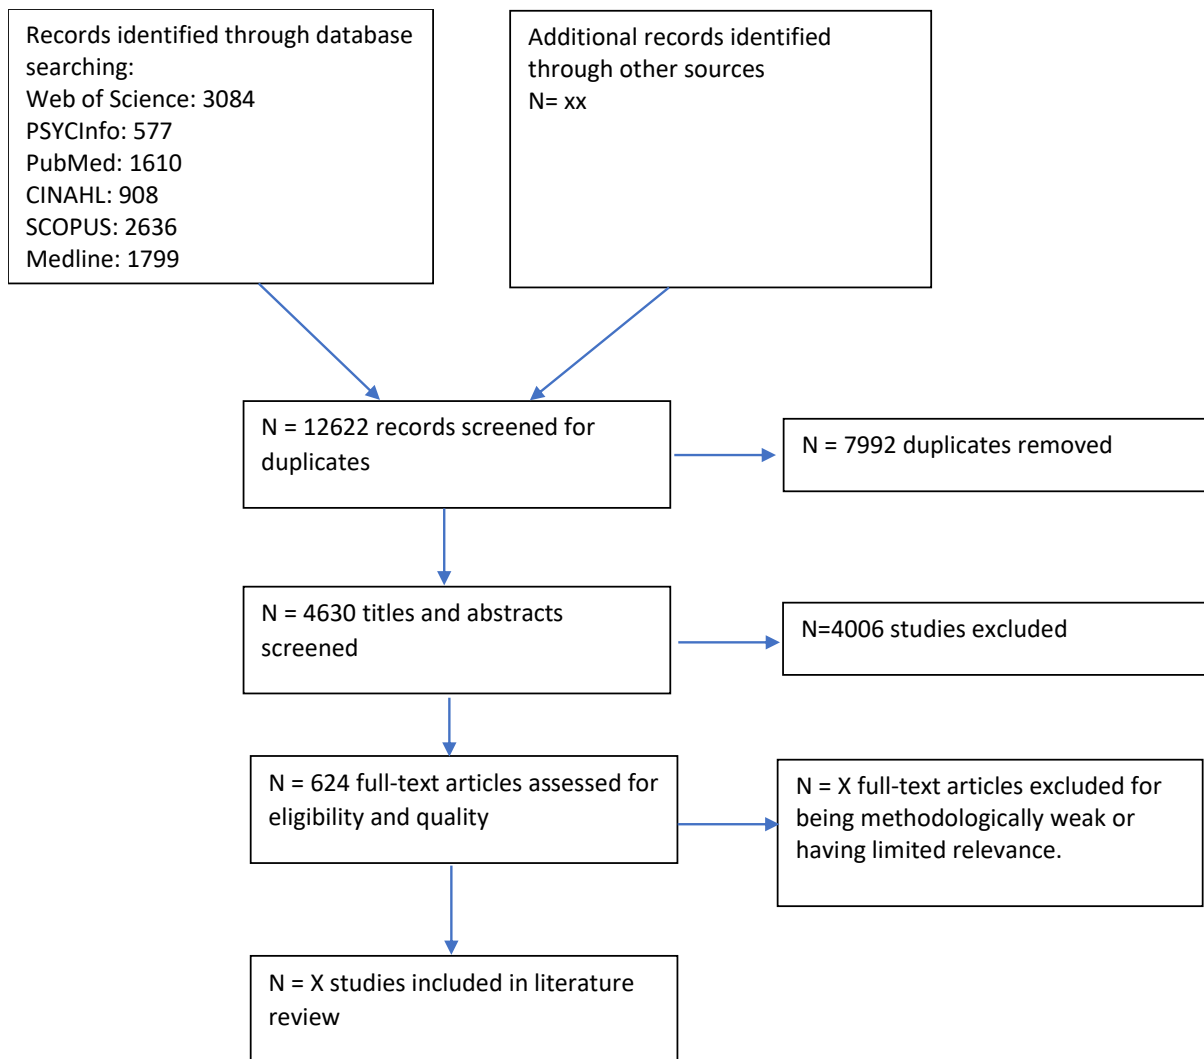 Records identified through database
searching:
Web of Science: 3084
PSYCInfo: 577
PubMed: 1610
CINAHL: 908
SCOPUS: 2636
Medline: 1799
Additional records identified
through other sources
N= xx
N = 12622 records screened for
duplicates
N = 7992 duplicates removed
N = 4630 titles and abstracts
screened
N=4006 studies excluded
N = 624 full-text articles assessed for
eligibility and quality
N = X full-text articles excluded for
being methodologically weak or
having limited relevance.
N = X studies included in literature
review